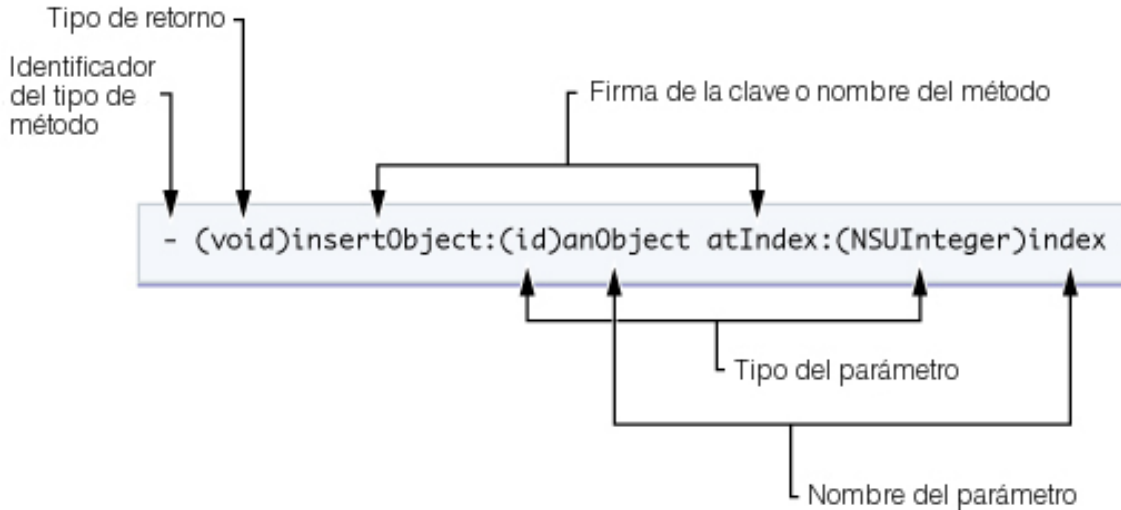 Tipo de retorno
Identificador
del tipo de
método
Firma de la clave o nombre del método
- (void)insertObject:(id)anObject atIndex:(NSUInteger)index
Tipo del parámetro
Nombre del parámetro